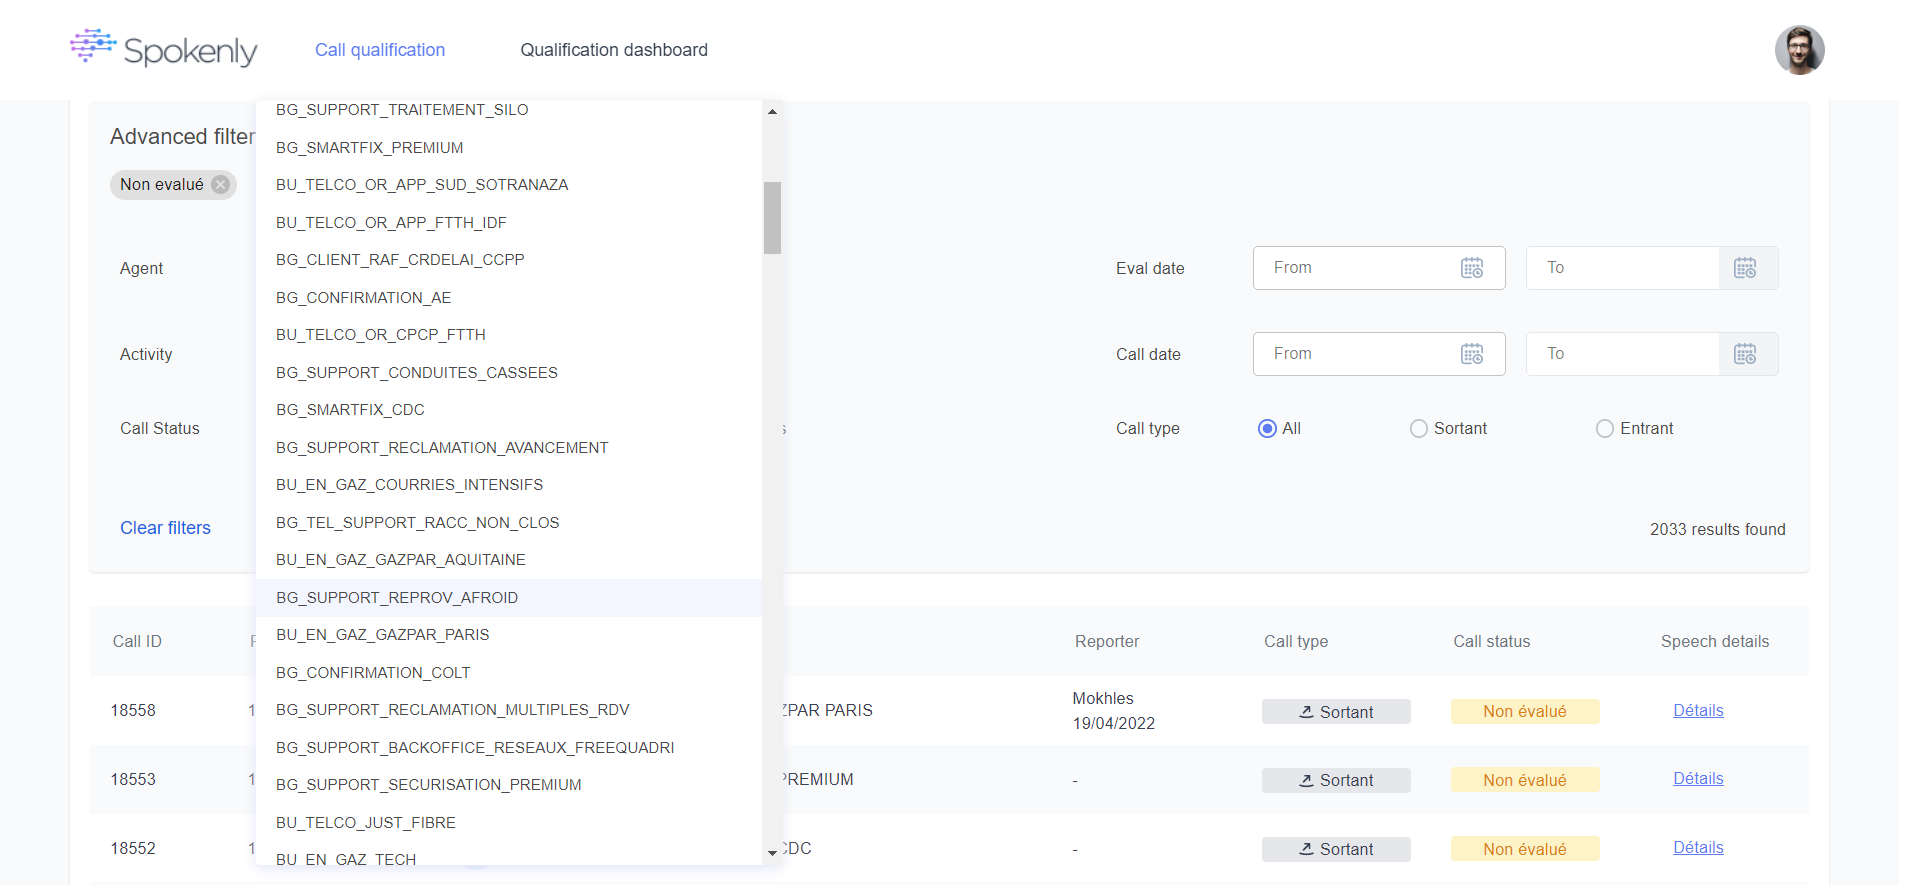 Spokenly
Call qualification
Qualification dashboard
Advanced filter
Non evalué
Agent
Activity
Call Status
Clear filters
BG_SUPPORT_TRAITEMENT_SILO
BG_SMARTFIX_PREMIUM
BU_TELCO_OR_APP_SUD_SOTRANAZA
BU_TELCO_OR_APP_FTTH_IDF
BG_CLIENT_RAF_CRDELAI_CCPP
BG_CONFIRMATION_AE
BU_TELCO_OR_CPCP_FTTH
BG_SUPPORT_CONDUITES_CASSEES
BG_SMARTFIX_CDC
BG_SUPPORT_RECLAMATION_AVANCEMENT
BU_EN_GAZ_COURRIES_INTENSIFS
BG_TEL_SUPPORT_RACC_NON_CLOS
BU_EN_GAZ_GAZPAR_AQUITAINE
BG_SUPPORT_REPROV_AFROID
BU_EN_GAZ_GAZPAR_PARIS
BG_CONFIRMATION_COLT
BG_SUPPORT_RECLAMATION_MULTIPLES_RDV
BG_SUPPORT_BACKOFFICE_RESEAUX_FREEQUADRI
BG_SUPPORT_SECURISATION_PREMIUM
BU_TELCO_JUST_FIBRE
BU_EN_GAZ_TECH
Eval date From To
Call date From To
Call type All Sortant Entrant
2033 results found
Call ID Reporter Call type Call status Speech details
18558 PAR PARIS Mokhles 19/04/2022 Sortant Non évalué Détails
18553 PREMIUM - Sortant Non évalué Détails
18552 CDC - Sortant Non évalué Détails